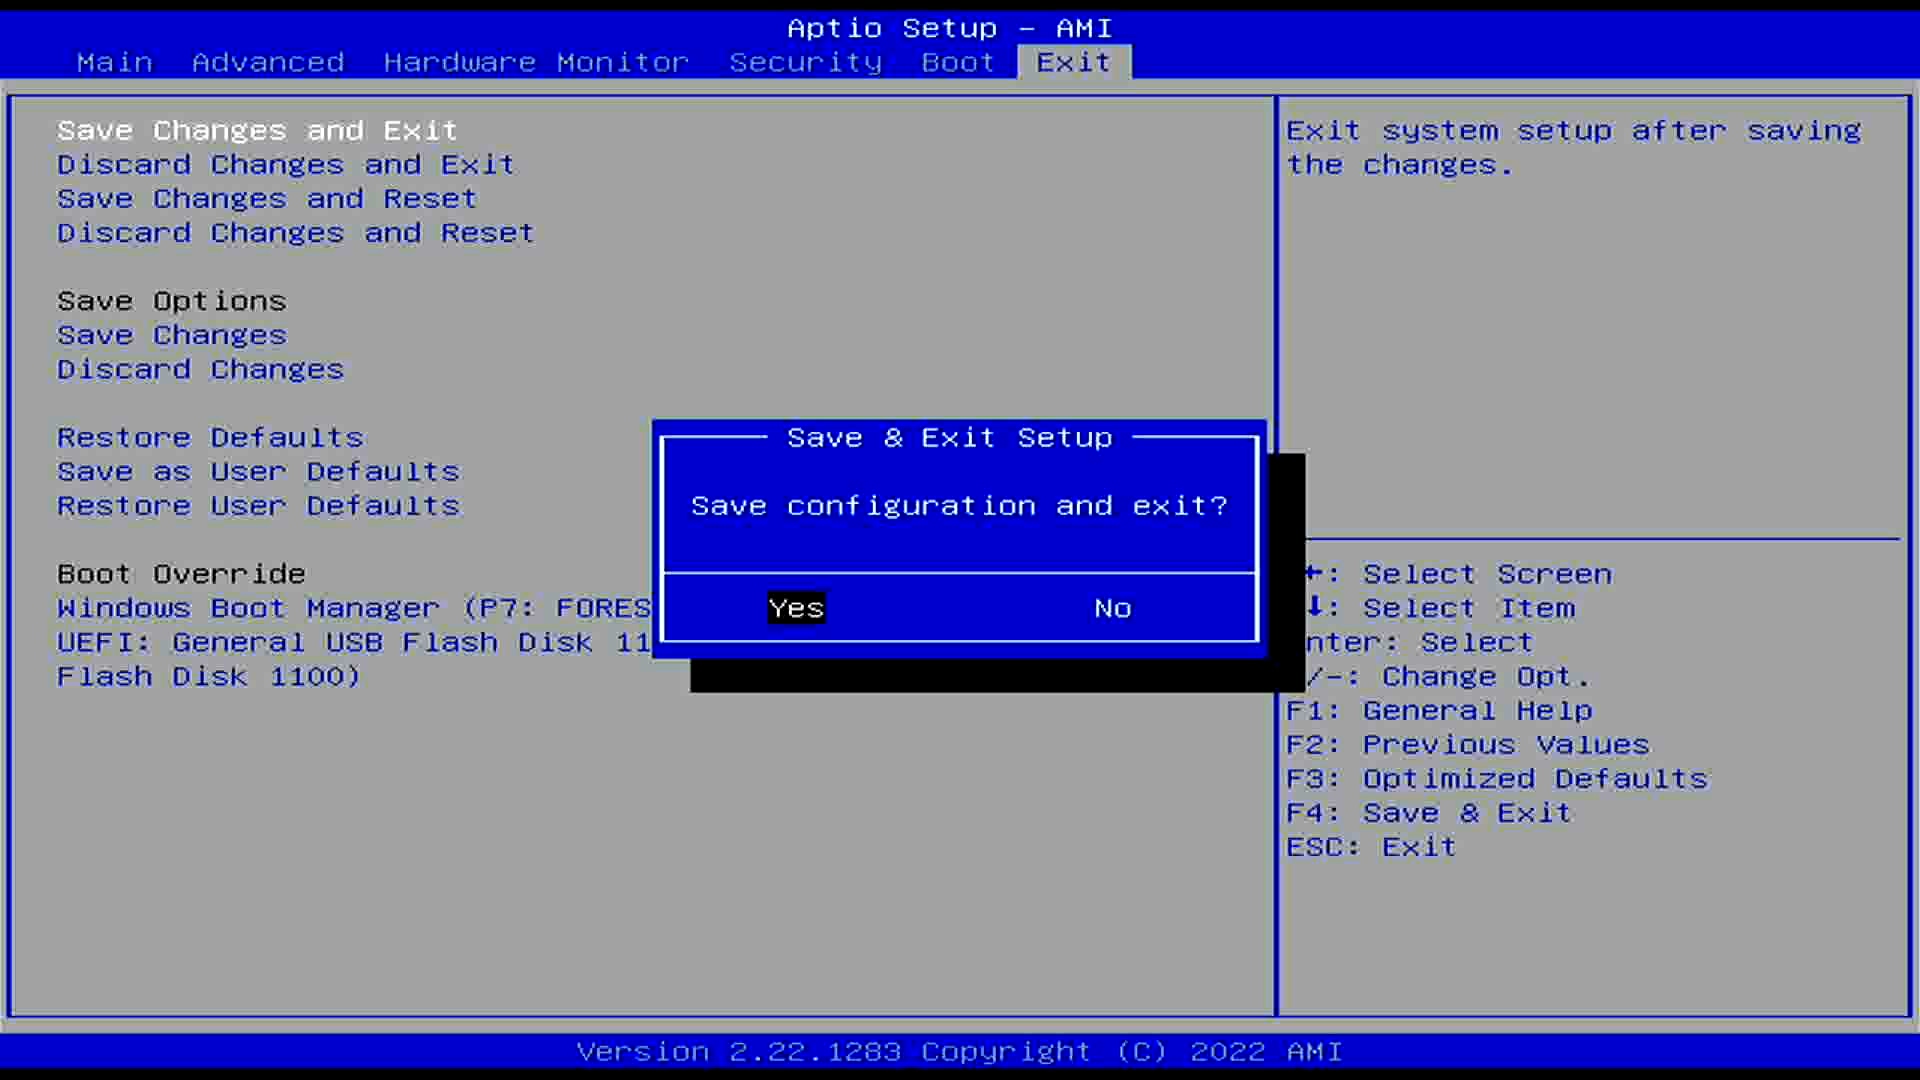 Aptio Setup - AMI
Main Advanced Hardware Monitor Security Boot Exit
Save Changes and Exit
Discard Changes and Exit
Save Changes and Reset
Discard Changes and Reset
Save Options
Save Changes
Discard Changes
Restore Defaults
Save as User Defaults
Restore User Defaults
Boot Override
Windows Boot Manager (P7: FORES
UEFI: General USB Flash Disk 11
Flash Disk 1100)
Save & Exit Setup
Save configuration and exit?
Yes No
Exit system setup after saving
the changes.
←: Select Screen
↓: Select Item
nter: Select
/-: Change Opt.
F1: General Help
F2: Previous Values
F3: Optimized Defaults
F4: Save & Exit
ESC: Exit
Version 2.22.1283 Copyright (C) 2022 AMI